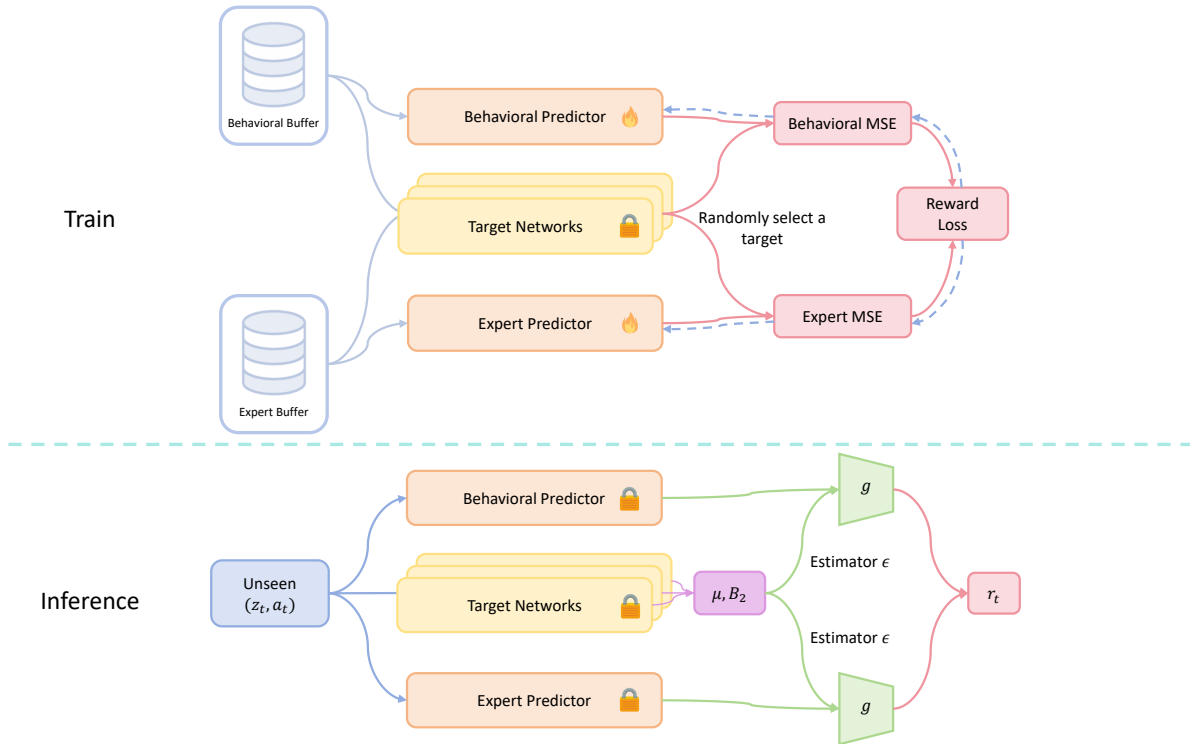 Behavioral Buffer
Behavioral Predictor
Behavioral MSE
Train
Target Networks
Randomly select a
target
Reward
Loss
Expert Predictor
Expert MSE
Expert Buffer
Behavioral Predictor
g
Estimator ϵ
Inference
Unseen
(z_t, a_t)
Target Networks
μ, B_2
r_t
Estimator ϵ
Expert Predictor
g